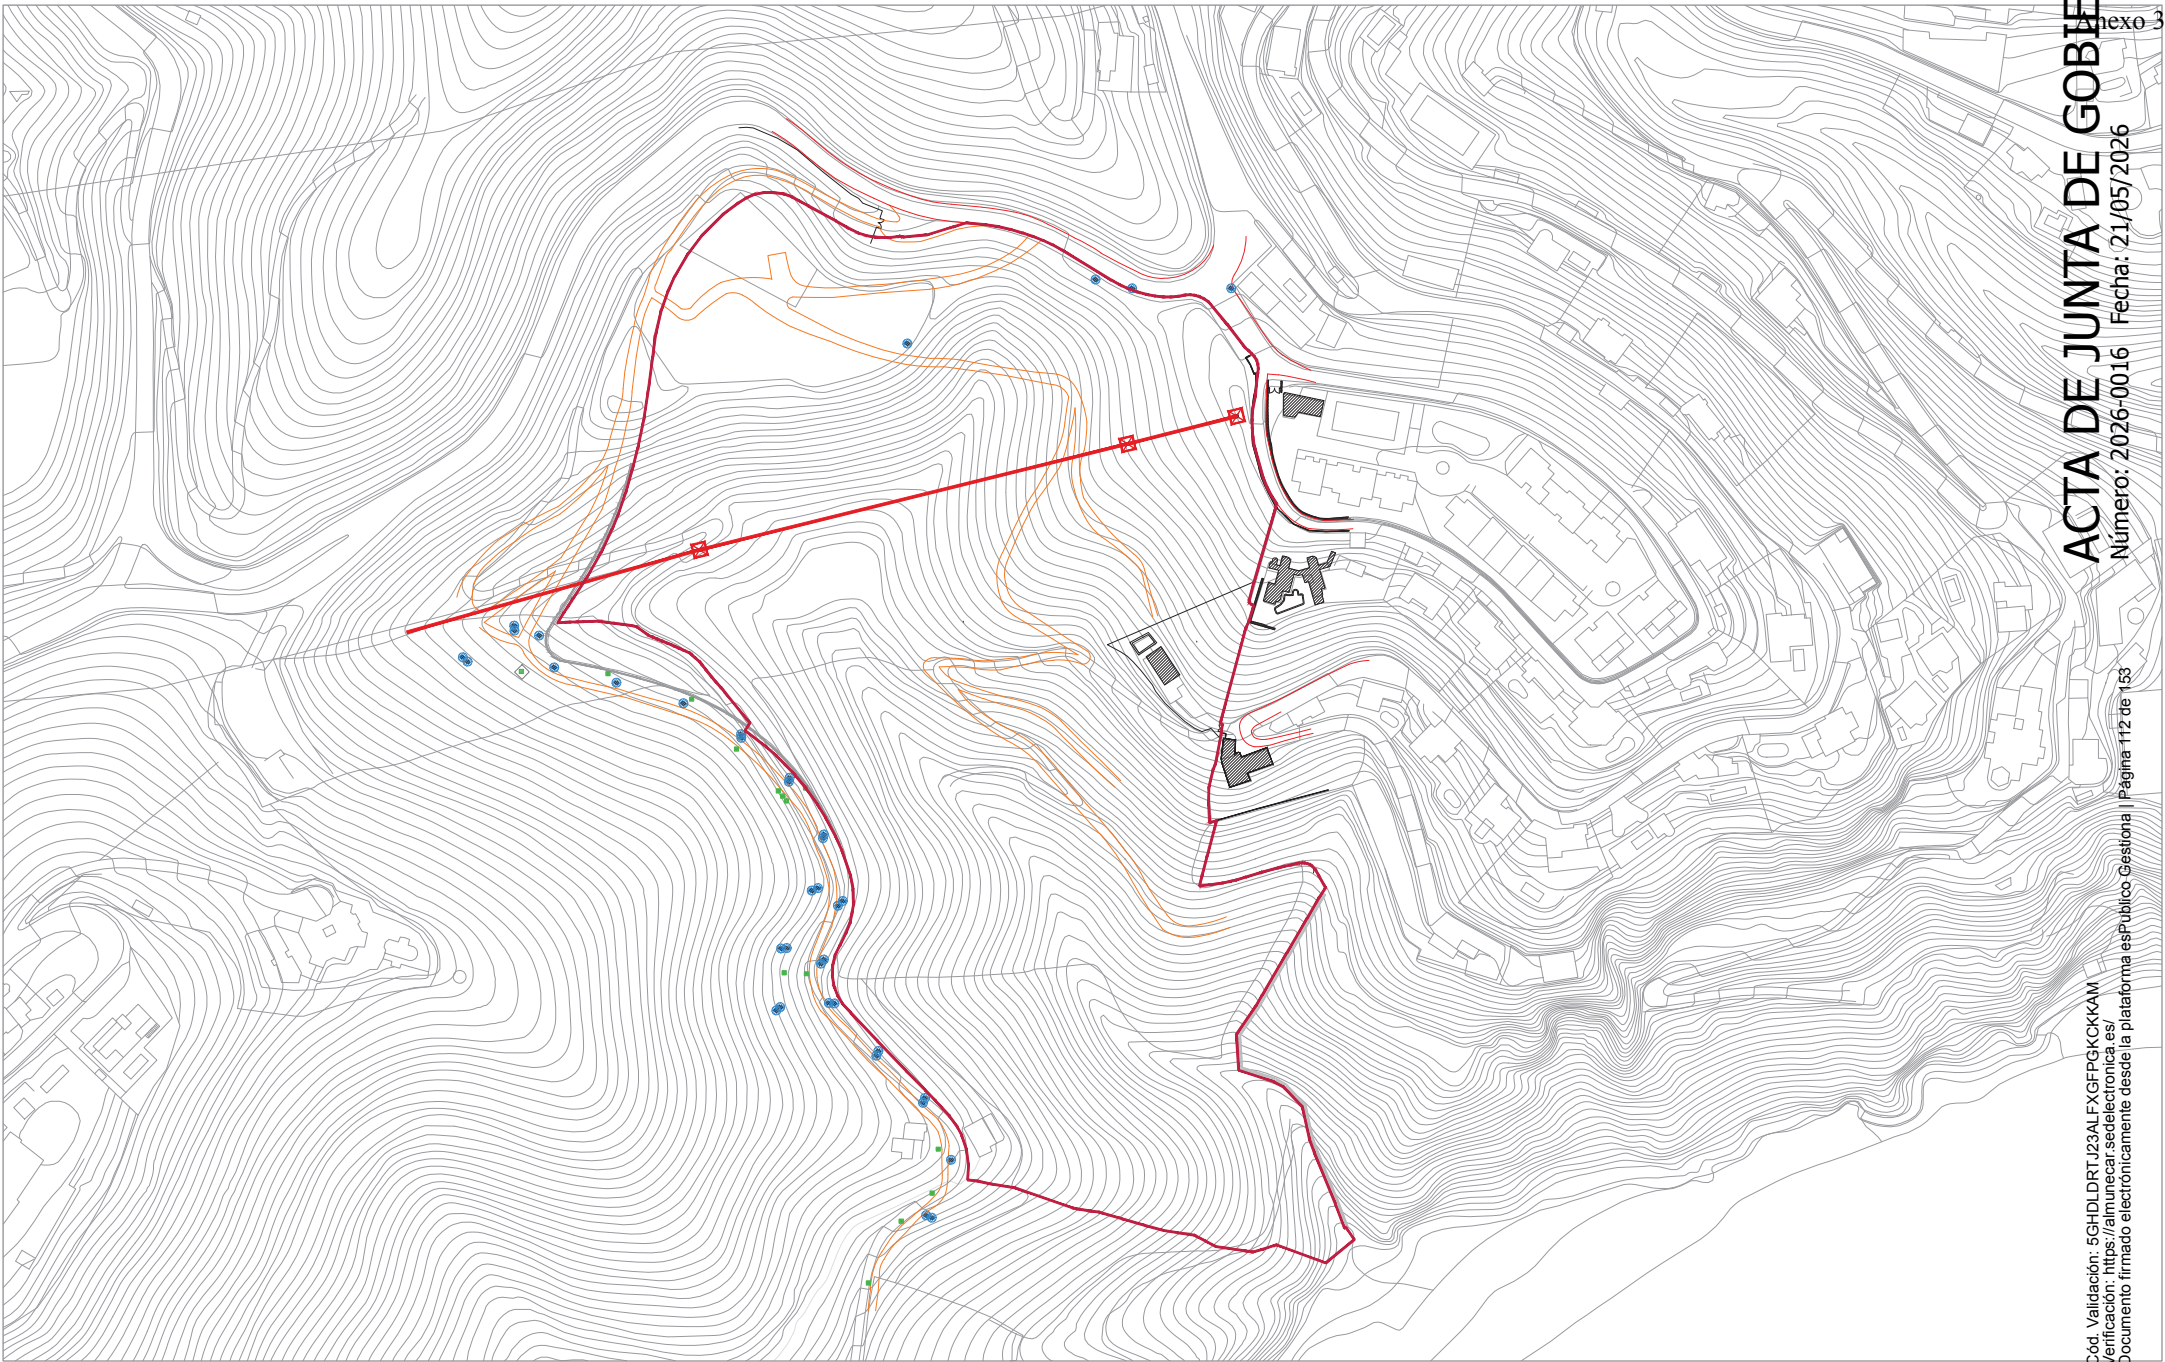 Anexo 3
ACTA DE JUNTA DE GOBIE
Número: 2026-0016 Fecha: 21/05/2026
Cód. Validación: 5GHDLDRTJ23ALFXGFPGKCKKAM
Verificación: https://almunecar.sedelectronica.es/
Documento firmado electrónicamente desde la plataforma esPublico Gestiona | Página 112 de 153